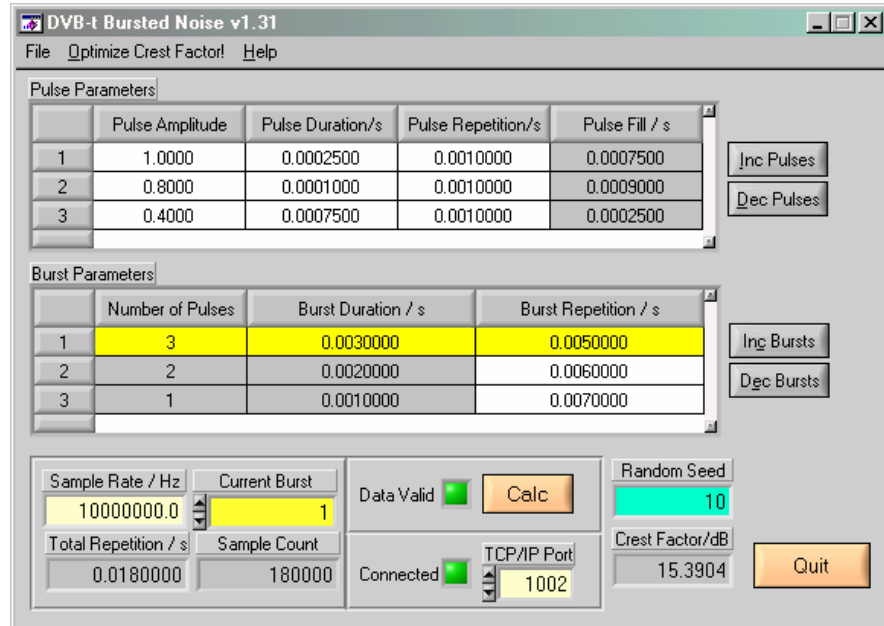 DVB-t Bursted Noise v1.31
File Optimize Crest Factor! Help
Pulse Parameters
Pulse Amplitude Pulse Duration/s Pulse Repetition/s Pulse Fill / s
1 1.0000 0.0002500 0.0010000 0.0007500
2 0.8000 0.0001000 0.0010000 0.0009000
3 0.4000 0.0007500 0.0010000 0.0002500
Inc Pulses
Dec Pulses
Burst Parameters
Number of Pulses Burst Duration / s Burst Repetition / s
1 3 0.0030000 0.0050000
2 2 0.0020000 0.0060000
3 1 0.0010000 0.0070000
Inc Bursts
Dec Bursts
Sample Rate / Hz Current Burst
10000000.0 1
Total Repetition / s Sample Count
0.0180000 180000
Data Valid Calc
Connected TCP/IP Port
1002
Random Seed
10
Crest Factor/dB
15.3904
Quit